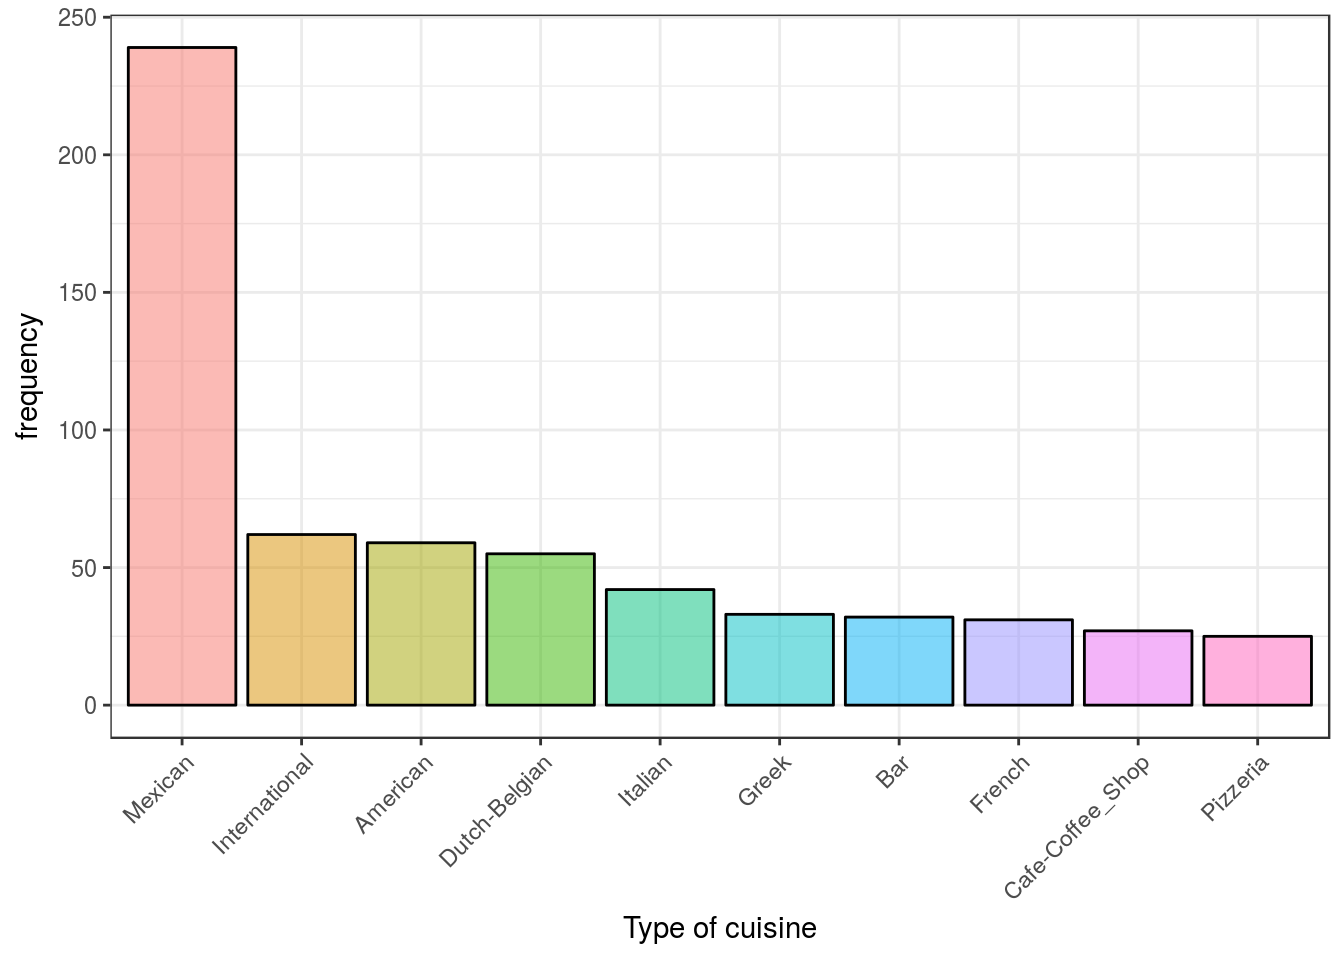 250
200
150
100
50
0
frequency
Mexican
International
American
Dutch-Belgian
Italian
Greek
Bar
French
Cafe-Coffee_Shop
Pizzeria
Type of cuisine